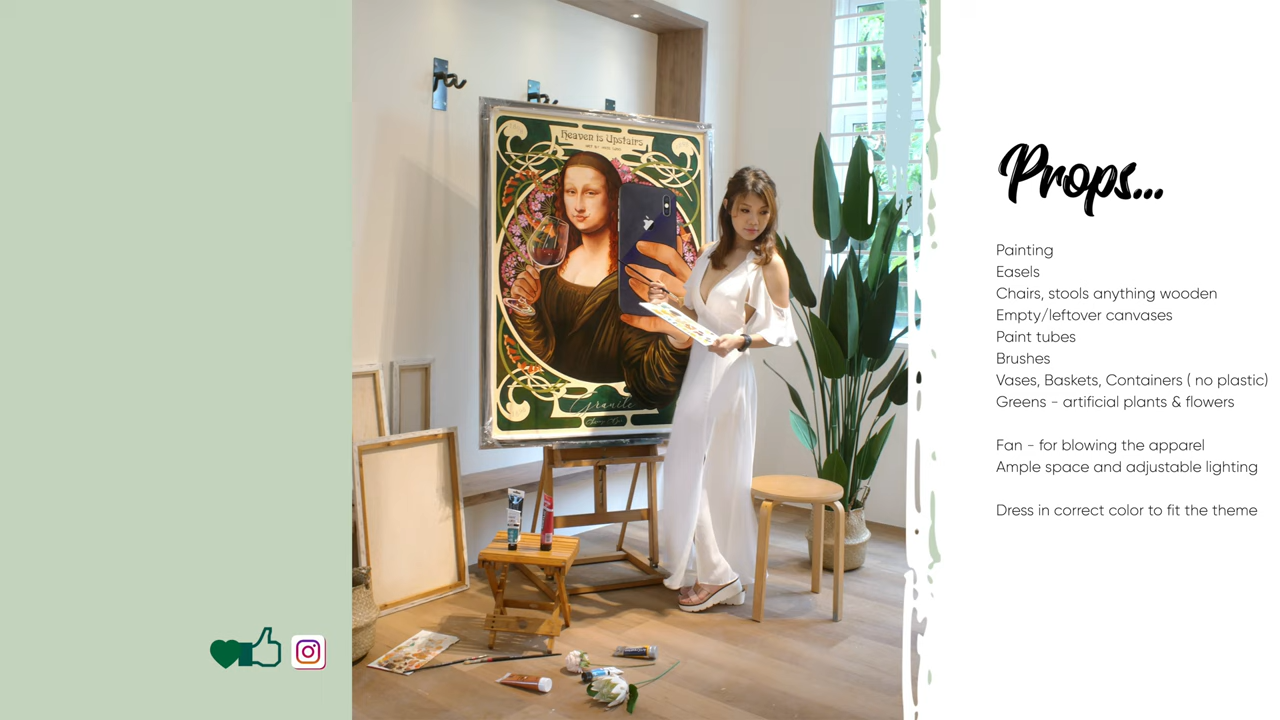 Heaven is Upstairs
Granite
Props...
Painting
Easels
Chairs, stools anything wooden
Empty/leftover canvases
Paint tubes
Brushes
Vases, Baskets, Containers ( no plastic)
Greens - artificial plants & flowers
Fan - for blowing the apparel
Ample space and adjustable lighting
Dress in correct color to fit the theme